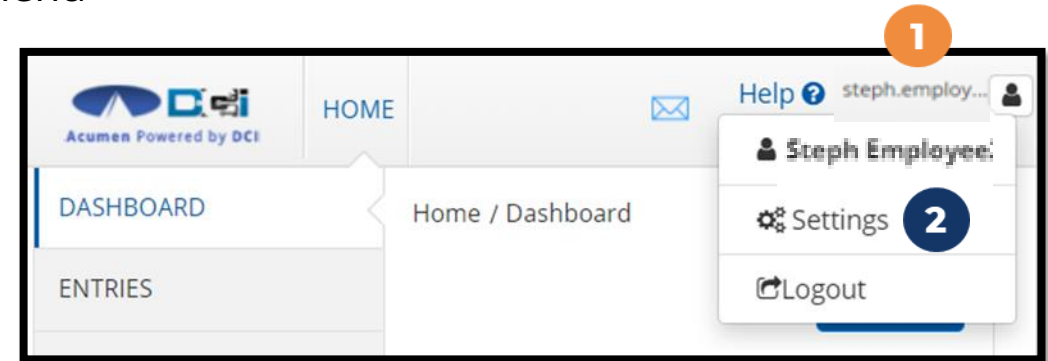 1
HOME
Help
steph.employ...
Acumen Powered by DCI
Steph Employee
DASHBOARD
Home / Dashboard
Settings 2
ENTRIES
Logout